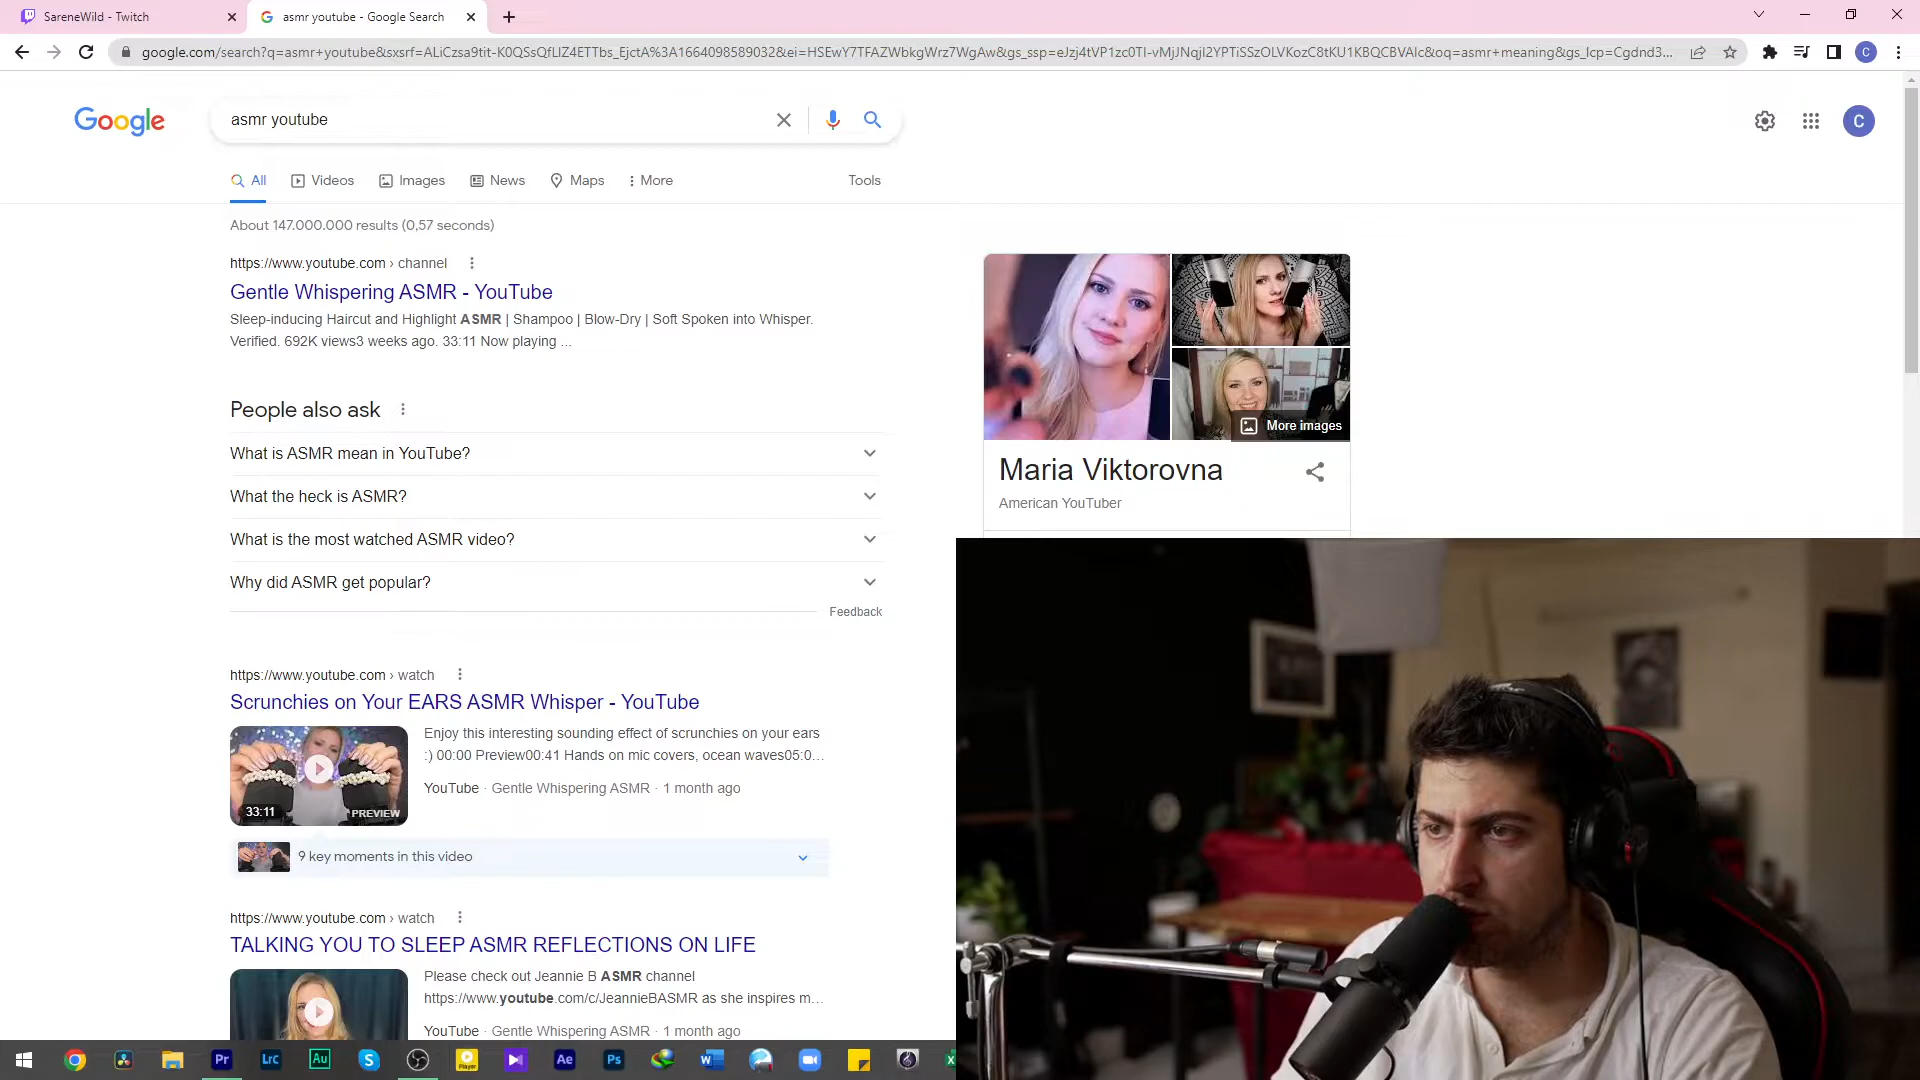 SareneWild - Twitch
asmr youtube - Google Search
google.com/search?q=asmr+youtube&sxsrf=ALiCzsa9tit-K0QSsQfLIZ4ETTbs_EjctA%3A1664098589032&ei=HSEwY7TFAZWbkgWrz7WgAw&gs_ssp=eJzj4tVP1zc0TI-vMjJNqjI2YPTiSSzOLVKozC8tKU1KBQCBVAlc&oq=asmr+meaning&gs_lcp=Cgdnd3...
C
Google
asmr youtube
C
All
Videos
Images
News
Maps
More
Tools
About 147.000.000 results (0,57 seconds)
https://www.youtube.com › channel
Gentle Whispering ASMR - YouTube
Sleep-inducing Haircut and Highlight ASMR | Shampoo | Blow-Dry | Soft Spoken into Whisper.
Verified. 692K views3 weeks ago. 33:11 Now playing ...
People also ask
What is ASMR mean in YouTube?
What the heck is ASMR?
What is the most watched ASMR video?
Why did ASMR get popular?
Feedback
https://www.youtube.com › watch
Scrunchies on Your EARS ASMR Whisper - YouTube
Enjoy this interesting sounding effect of scrunchies on your ears
:) 00:00 Preview00:41 Hands on mic covers, ocean waves05:0...
33:11
PREVIEW
YouTube · Gentle Whispering ASMR · 1 month ago
9 key moments in this video
https://www.youtube.com › watch
TALKING YOU TO SLEEP ASMR REFLECTIONS ON LIFE
Please check out Jeannie B ASMR channel
https://www.youtube.com/c/JeannieBASMR as she inspires m...
YouTube · Gentle Whispering ASMR · 1 month ago
More images
Maria Viktorovna
American YouTuber
Pr
Lrc
Au
S
Player
Ae
Ps
W
X